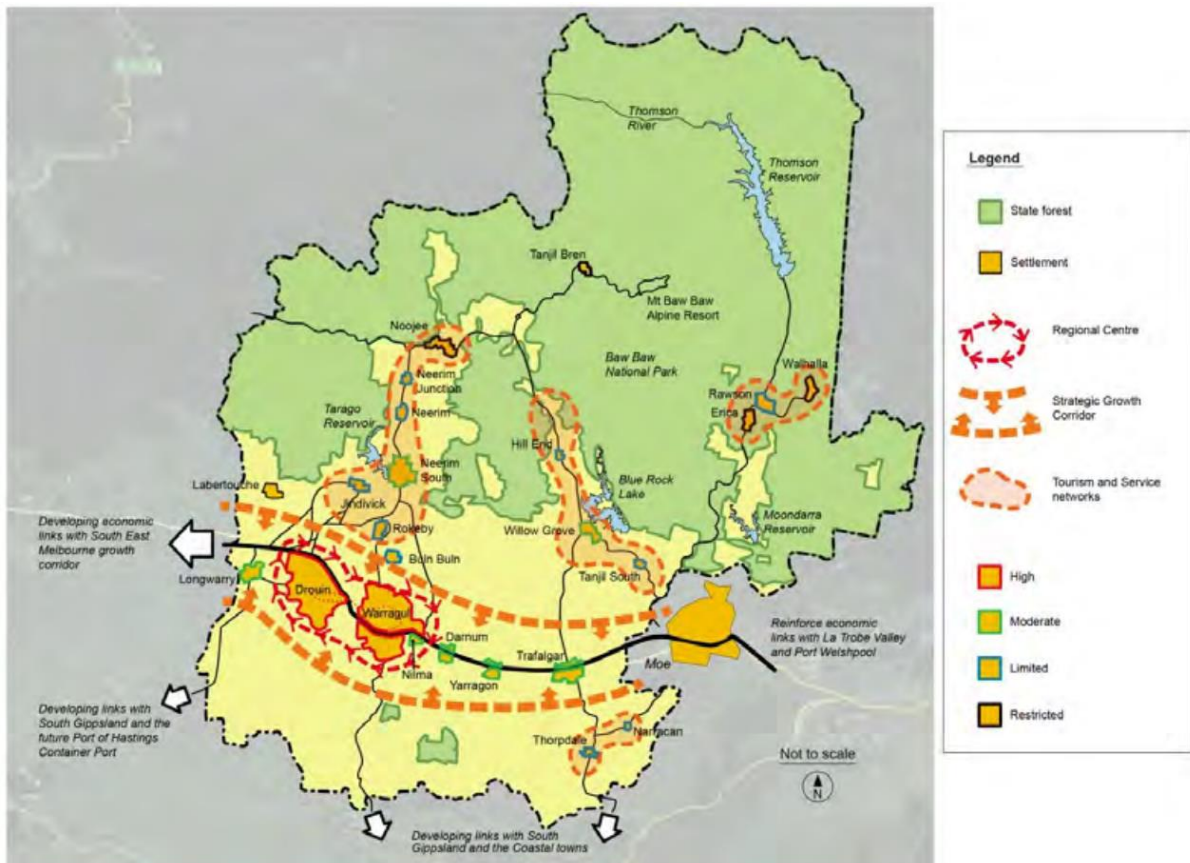 Thomson
River
Thomson
Reservoir
Tanjil Bren
Mt Baw Baw
Alpine Resort
Noojee
Baw Baw
National Park
Walhalla
Neerim
Junction
Rawson
Erica
Tarago
Reservoir
Neerim
Hill End
Neerim
South
Labertouche
Blue Rock
Lake
Jindivick
Moondarra
Reservoir
Developing economic
links with South East
Melbourne growth
corridor
Rokeby
Willow Grove
Buln Buln
Tanjil South
Longwarry
Drouin
Warragul
Reinforce economic
links with La Trobe Valley
and Port Welshpool
Darnum
Trafalgar
Moe
Nilma
Yarragon
Developing links with
South Gippsland and the
future Port of Hastings
Container Port
Narracan
Thorpdale
Not to scale
N
Developing links with South
Gippsland and the Coastal towns
Legend
State forest
Settlement
Regional Centre
Strategic Growth
Corridor
Tourism and Service
networks
High
Moderate
Limited
Restricted